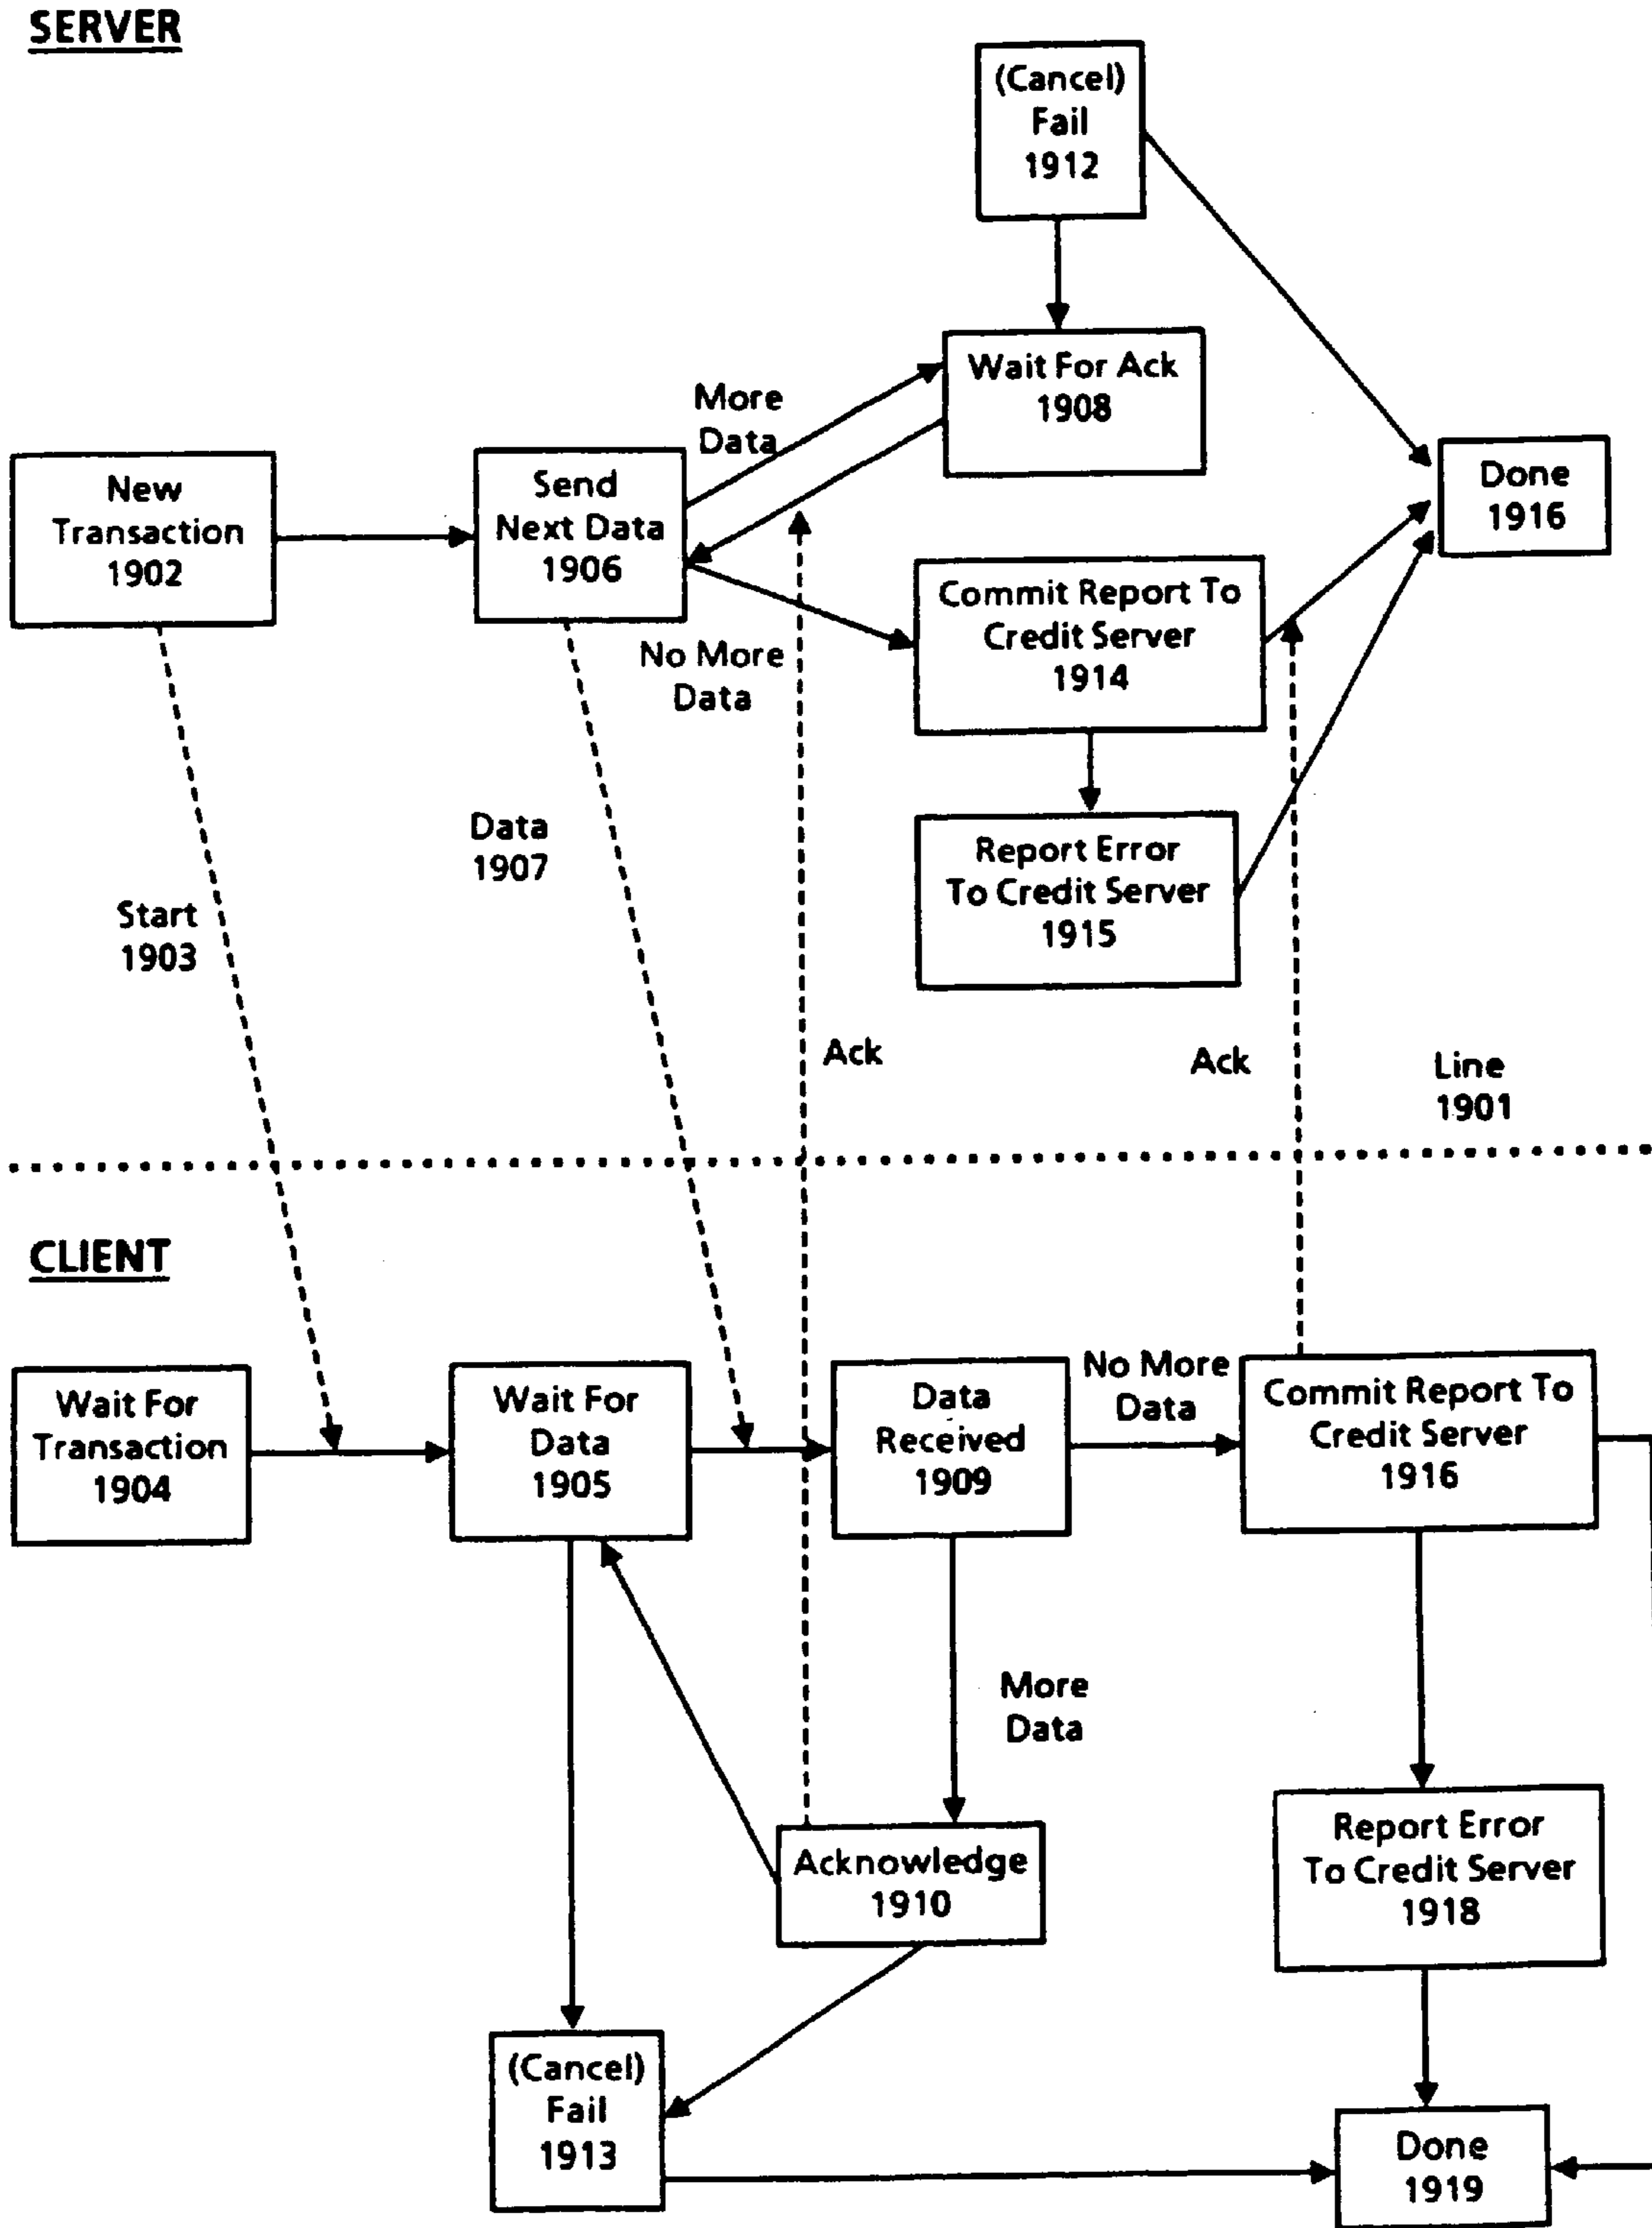 SERVER
(Cancel)
Fail
1912
Wait For Ack
1908
More
Data
New
Transaction
1902
Send
Next Data
1906
Done
1916
Commit Report To
Credit Server
1914
No More
Data
Report Error
To Credit Server
1915
Data
1907
Start
1903
Ack
Ack
Line
1901
CLIENT
Wait For
Transaction
1904
Wait For
Data
1905
Data
Received
1909
No More
Data
Commit Report To
Credit Server
1916
More
Data
Acknowledge
1910
Report Error
To Credit Server
1918
(Cancel)
Fail
1913
Done
1919